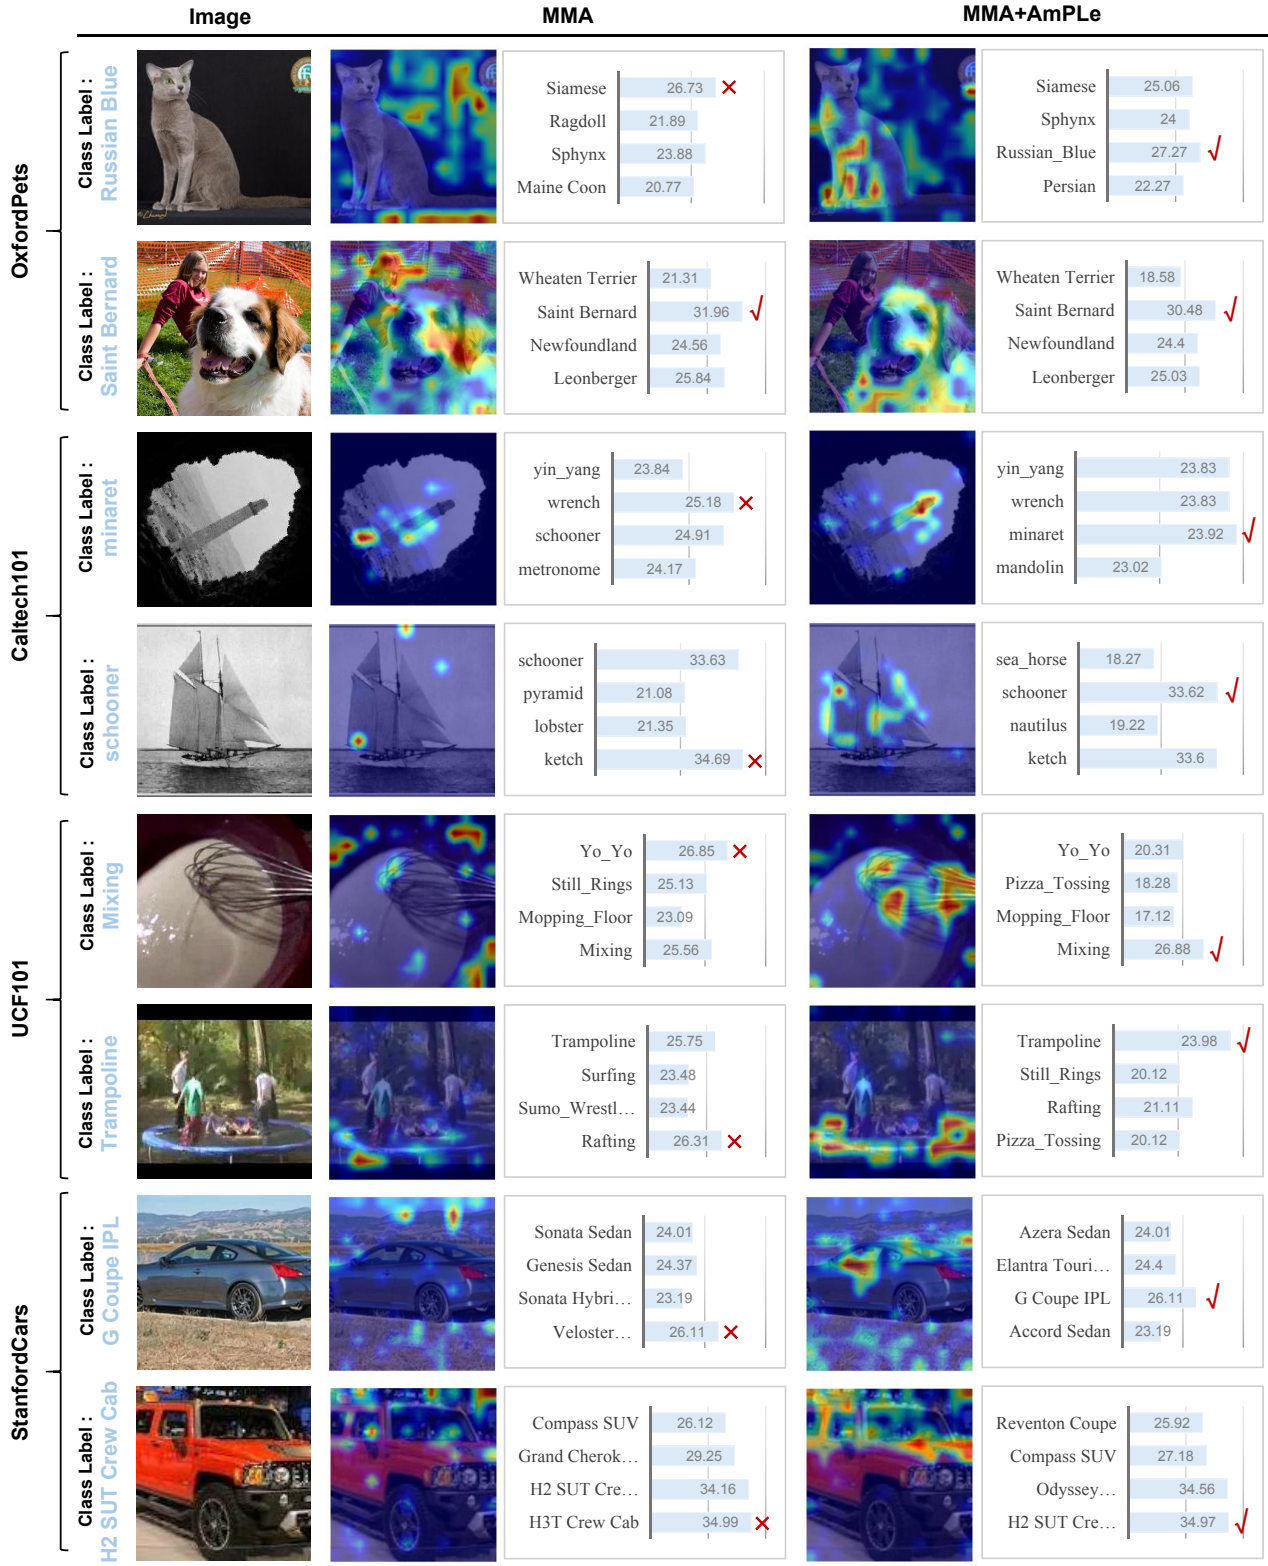 Image MMA MMA+AmPLe
OxfordPets
Class Label :
Russian Blue
Siamese 26.73 ×
Ragdoll 21.89
Sphynx 23.88
Maine Coon 20.77
Siamese 25.06
Sphynx 24
Russian_Blue 27.27 √
Persian 22.27
Class Label :
Saint Bernard
Wheaten Terrier 21.31
Saint Bernard 31.96 √
Newfoundland 24.56
Leonberger 25.84
Wheaten Terrier 18.58
Saint Bernard 30.48 √
Newfoundland 24.4
Leonberger 25.03
Caltech101
Class Label :
minaret
yin_yang 23.84
wrench 25.18 ×
schooner 24.91
metronome 24.17
yin_yang 23.83
wrench 23.83
minaret 23.92 √
mandolin 23.02
Class Label :
schooner
schooner 33.63
pyramid 21.08
lobster 21.35
ketch 34.69 ×
sea_horse 18.27
schooner 33.62 √
nautilus 19.22
ketch 33.6
UCF101
Class Label :
Mixing
Yo_Yo 26.85 ×
Still_Rings 25.13
Mopping_Floor 23.09
Mixing 25.56
Yo_Yo 20.31
Pizza_Tossing 18.28
Mopping_Floor 17.12
Mixing 26.88 √
Class Label :
Trampoline
Trampoline 25.75
Surfing 23.48
Sumo_Wrestl… 23.44
Rafting 26.31 ×
Trampoline 23.98 √
Still_Rings 20.12
Rafting 21.11
Pizza_Tossing 20.12
StanfordCars
Class Label :
G Coupe IPL
Sonata Sedan 24.01
Genesis Sedan 24.37
Sonata Hybri… 23.19
Veloster… 26.11 ×
Azera Sedan 24.01
Elantra Touri… 24.4
G Coupe IPL 26.11 √
Accord Sedan 23.19
Class Label :
H2 SUT Crew Cab
Compass SUV 26.12
Grand Cherok… 29.25
H2 SUT Cre… 34.16
H3T Crew Cab 34.99 ×
Reventon Coupe 25.92
Compass SUV 27.18
Odyssey… 34.56
H2 SUT Cre… 34.97 √